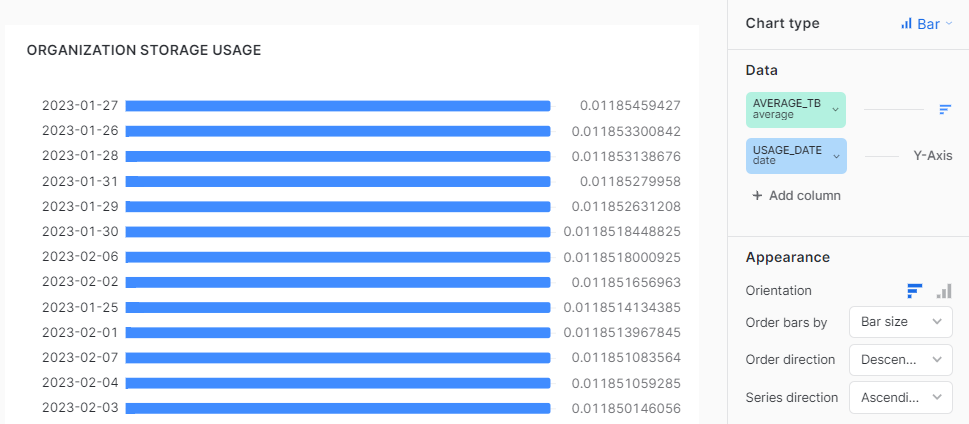 ORGANIZATION STORAGE USAGE
2023-01-27 0.01185459427
2023-01-26 0.011853300842
2023-01-28 0.011853138676
2023-01-31 0.01185279958
2023-01-29 0.011852631208
2023-01-30 0.0118518448825
2023-02-06 0.0118518000925
2023-02-02 0.011851656963
2023-01-25 0.0118514134385
2023-02-01 0.0118513967845
2023-02-07 0.011851083564
2023-02-04 0.011851059285
2023-02-03 0.011850146056
Chart type Bar
Data
AVERAGE_TB
average
USAGE_DATE
date
Y-Axis
+ Add column
Appearance
Orientation
Order bars by Bar size
Order direction Descen...
Series direction Ascendi...